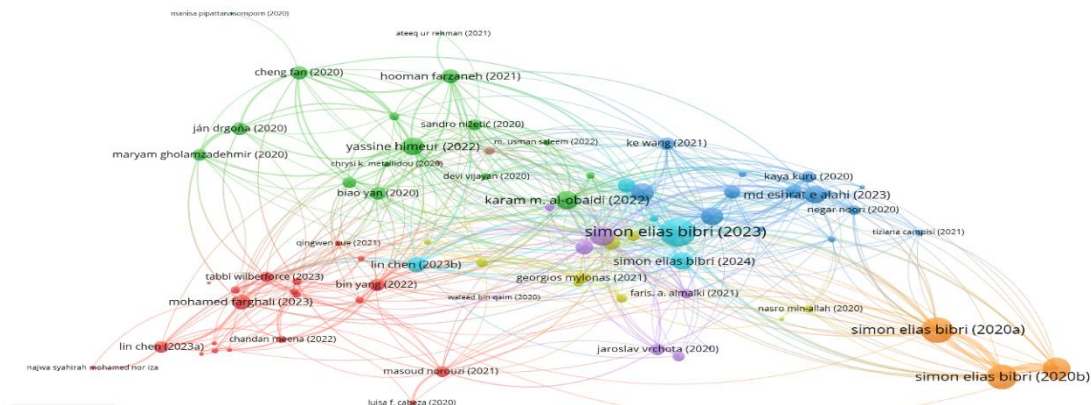 manisa pipattanasomporn (2020)
ateeq ur rehman (2021)
cheng fan (2020)
hooman farzaneh (2021)
ján drgoňa (2020)
sandro nižetić (2020)
yassine himeur (2022)
m. usman saleem (2022)
ke wang (2021)
maryam gholamzadehmir (2020)
chrysi k. metallidou (2020)
devi vijayan (2020)
kaya kuru (2020)
biao yan (2020)
md eshrat e alahi (2023)
karam m. al-obaidi (2022)
negar noori (2020)
simon elias bibri (2023)
tiziana campisi (2021)
qingwen xue (2021)
lin chen (2023b)
simon elias bibri (2024)
tabbi wilberforce (2023)
georgios mylonas (2021)
bin yang (2022)
faris. a. almalki (2021)
waleed bin qaim (2020)
mohamed farghali (2023)
nasro min-allah (2020)
simon elias bibri (2020a)
chandan meena (2022)
lin chen (2023a)
jaroslav vrchota (2020)
najwa syahirah mohamed nor iza
masoud norouzi (2021)
simon elias bibri (2020b)
luisa f. cabeza (2020)